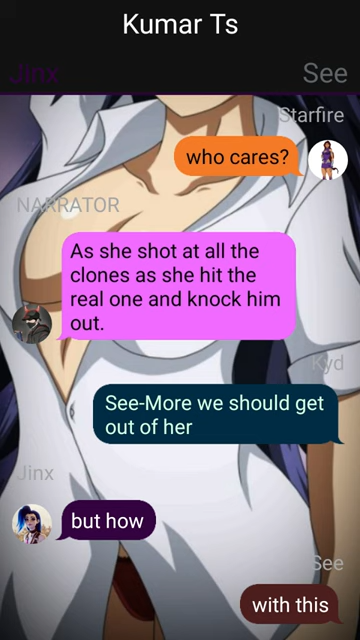 Kumar Ts
Jinx
See
Starfire
who cares?
NARRATOR
As she shot at all the
clones as she hit the
real one and knock him
out.
Kyd
See-More we should get
out of her
Jinx
but how
See
with this